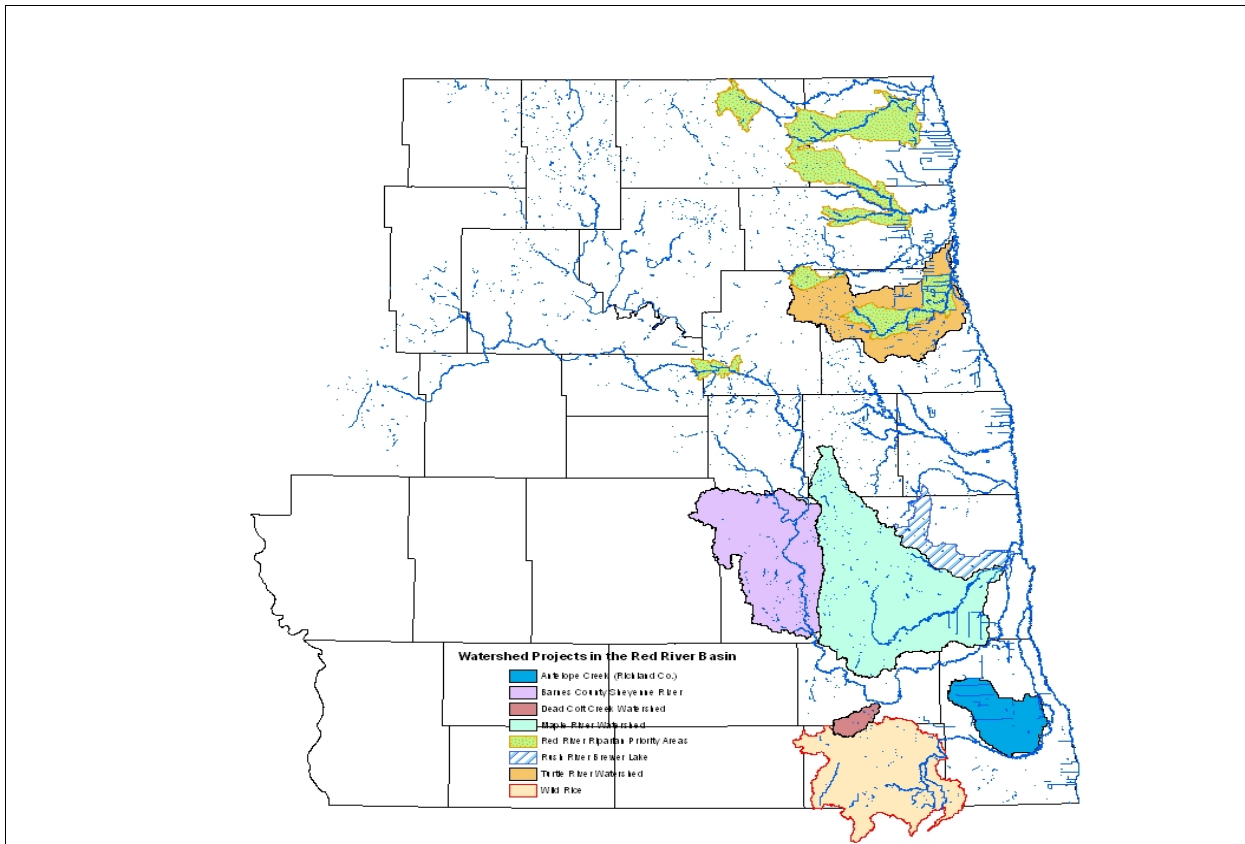 Watershed Projects in the Red River Basin
Antelope Creek (Richland Co.)
Barnes County/Sheyenne River
Dead Colt Creek Watershed
Maple River Watershed
Red River Riparian Priority Areas
Rush River Brewer Lake
Turtle River Watershed
Wild Rice